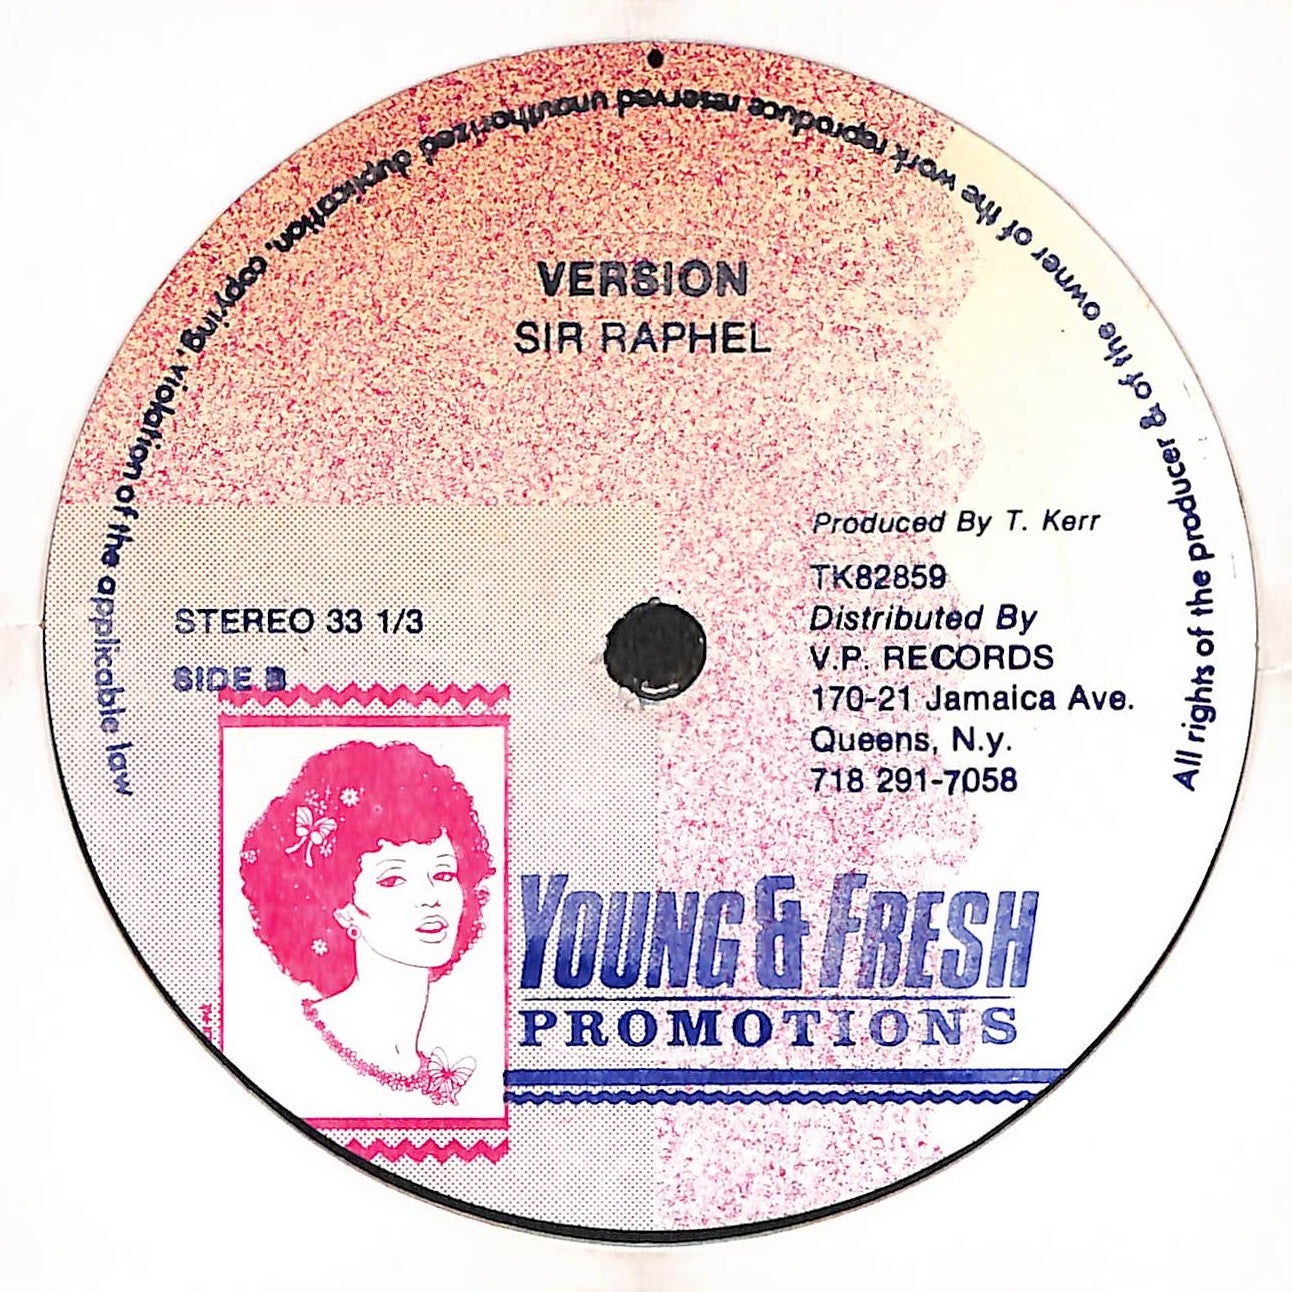 All rights of the producer & of the owner of the work reproduce reserved unauthorized duplication, copying, violation of the applicable law
VERSION
SIR RAPHEL
STEREO 33 1/3
SIDE B
Produced By T. Kerr
TK82859
Distributed By
V.P. RECORDS
170-21 Jamaica Ave.
Queens, N.y.
718 291-7058
YOUNG & FRESH
PROMOTIONS